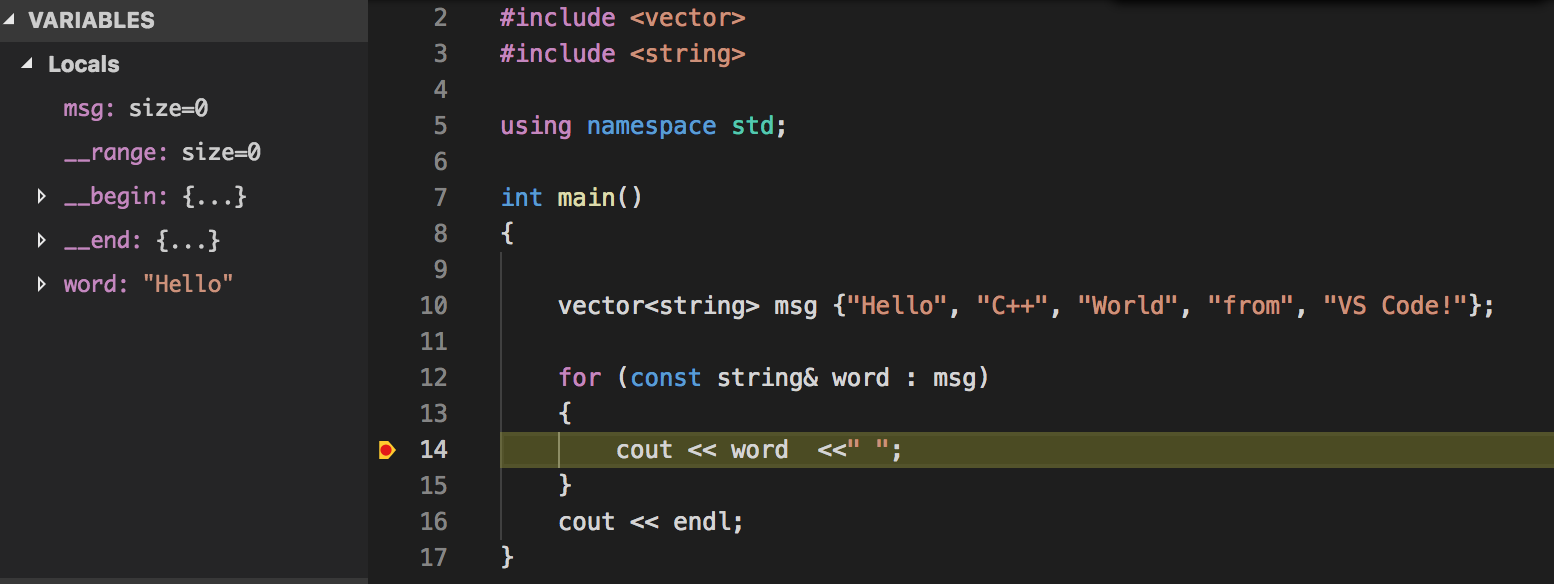 VARIABLES
Locals
msg: size=0
__range: size=0
__begin: {...}
__end: {...}
word: "Hello"
2 #include <vector>
3 #include <string>
4
5 using namespace std;
6
7 int main()
8 {
9
10     vector<string> msg {"Hello", "C++", "World", "from", "VS Code!"};
11
12     for (const string& word : msg)
13     {
14         cout << word  <<" ";
15     }
16     cout << endl;
17 }